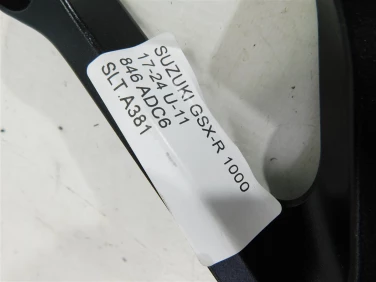 SUZUKI GSX-R 1000
17-24 U-11
846 ADC6
SLT A381